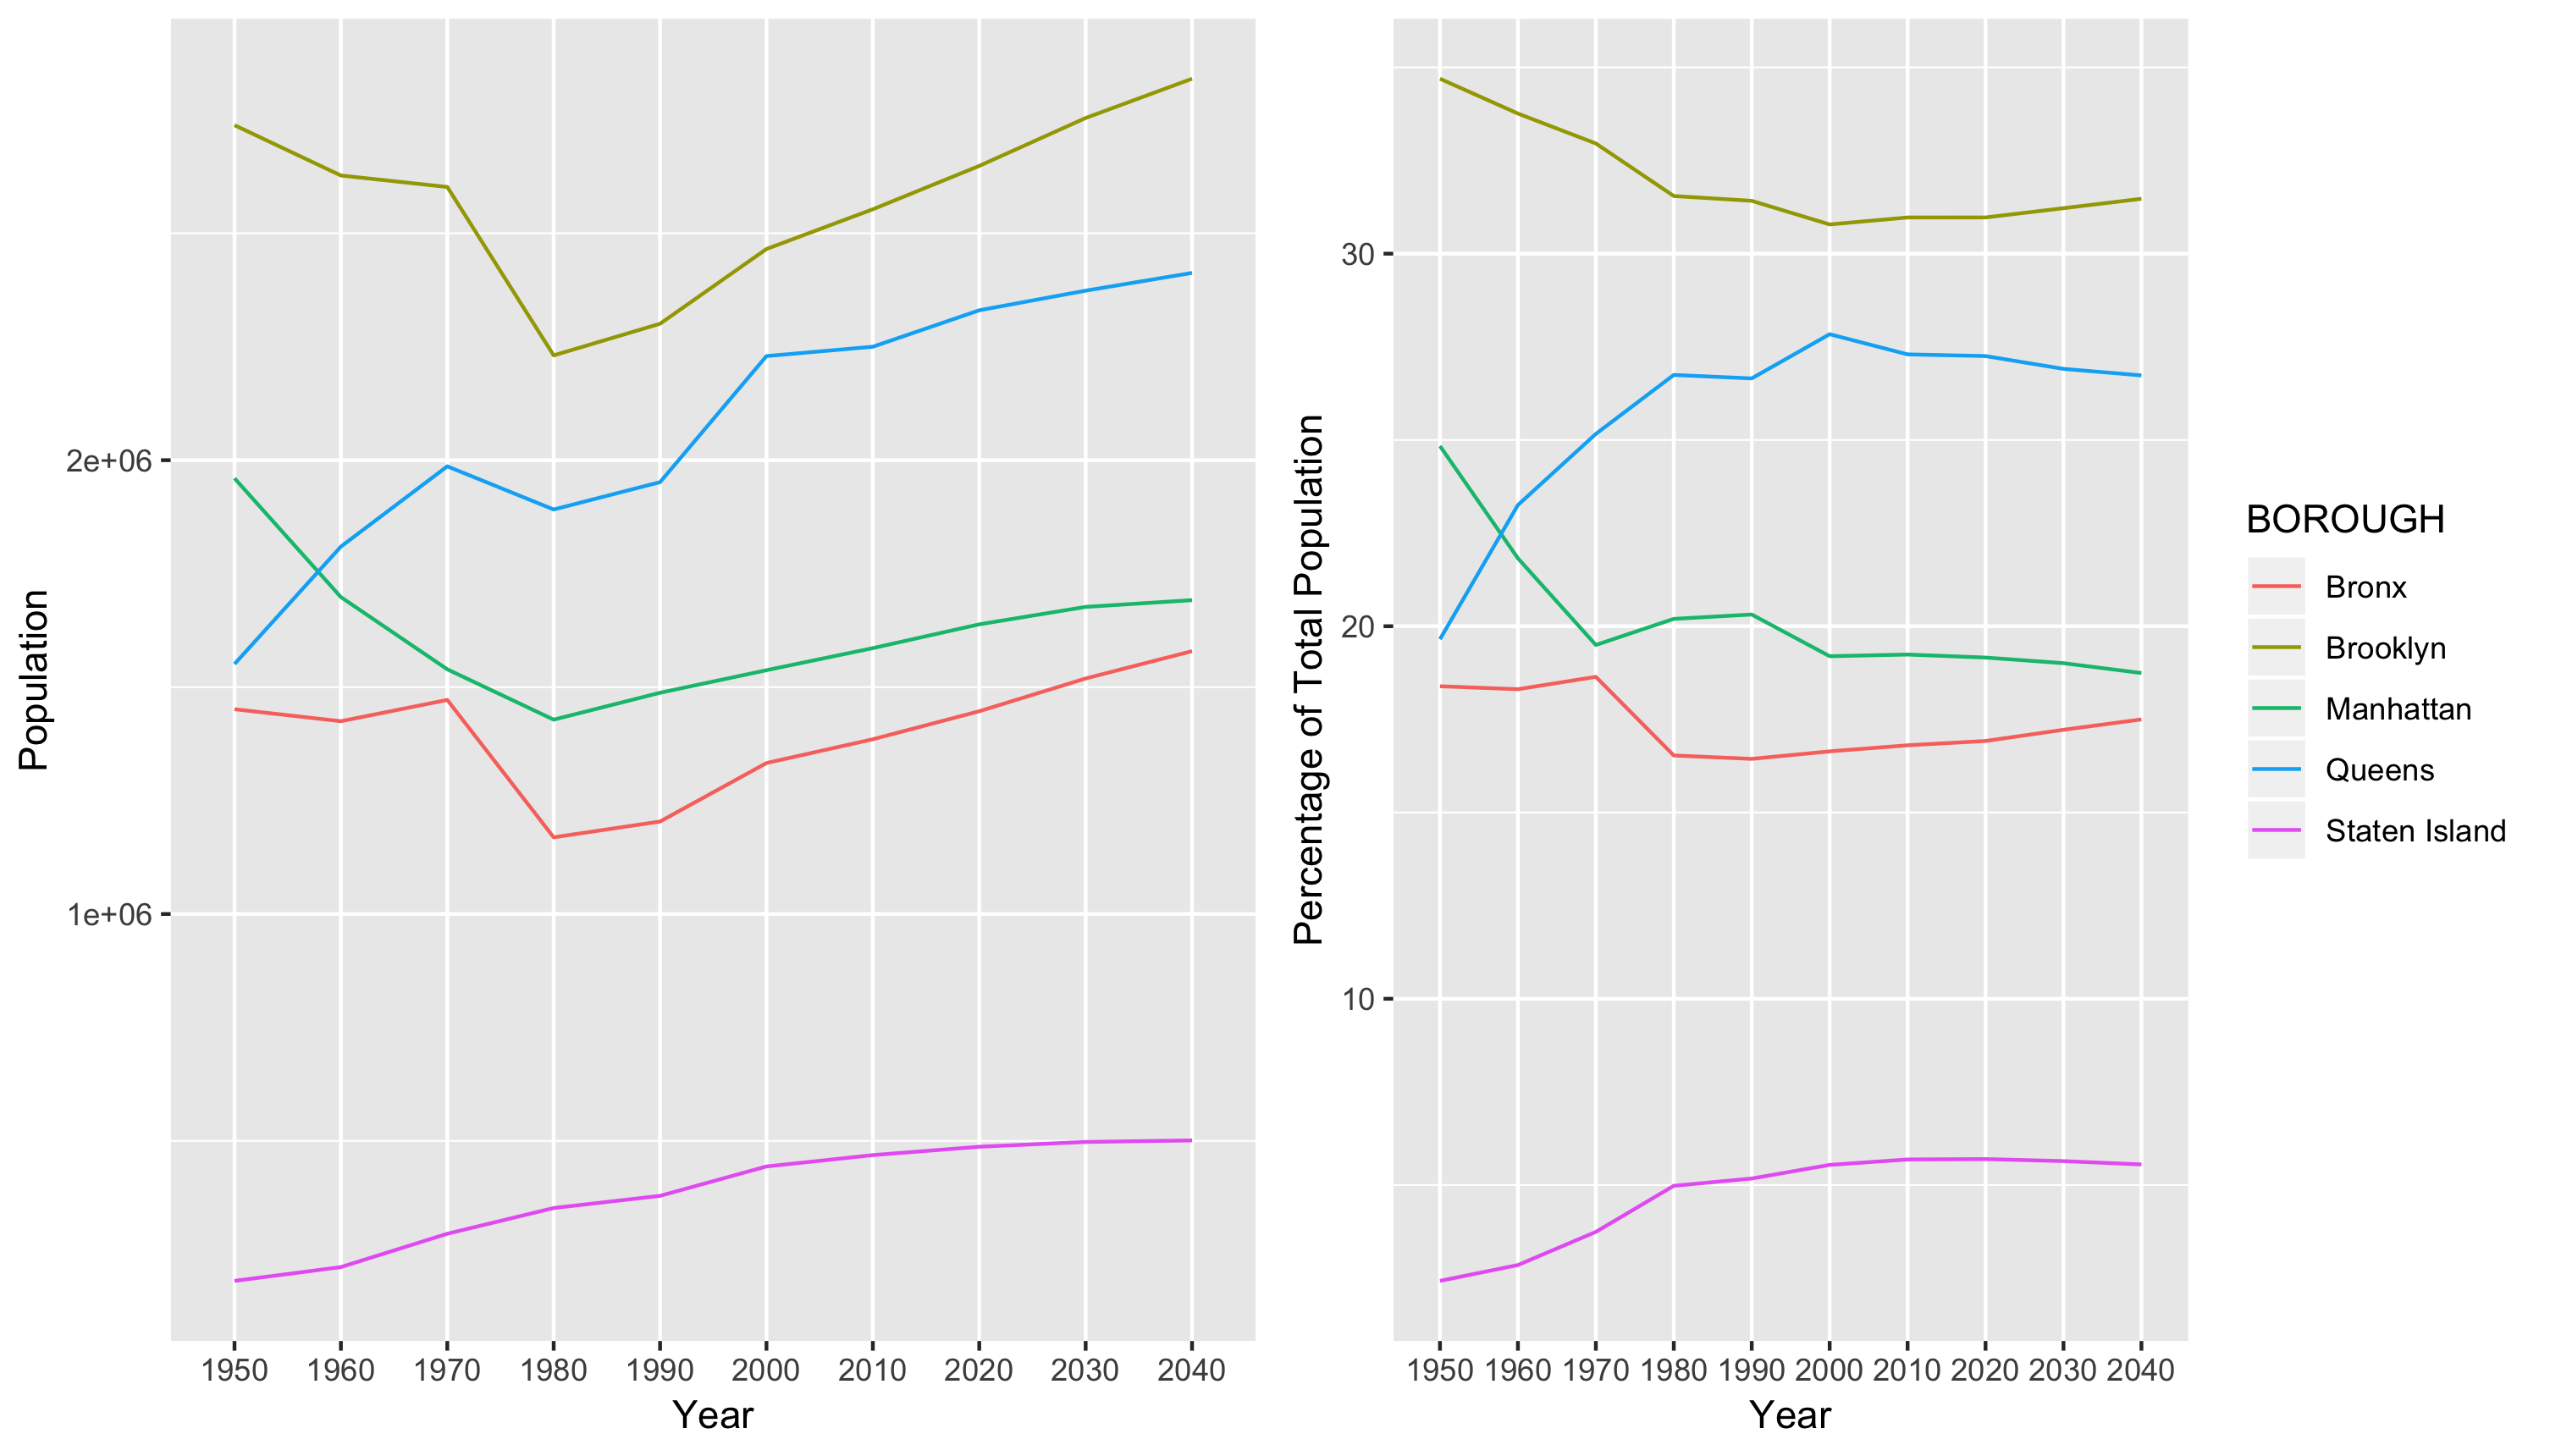 Population
2e+06
1e+06
1950 1960 1970 1980 1990 2000 2010 2020 2030 2040
Year
Percentage of Total Population
30
20
10
1950 1960 1970 1980 1990 2000 2010 2020 2030 2040
Year
BOROUGH
Bronx
Brooklyn
Manhattan
Queens
Staten Island